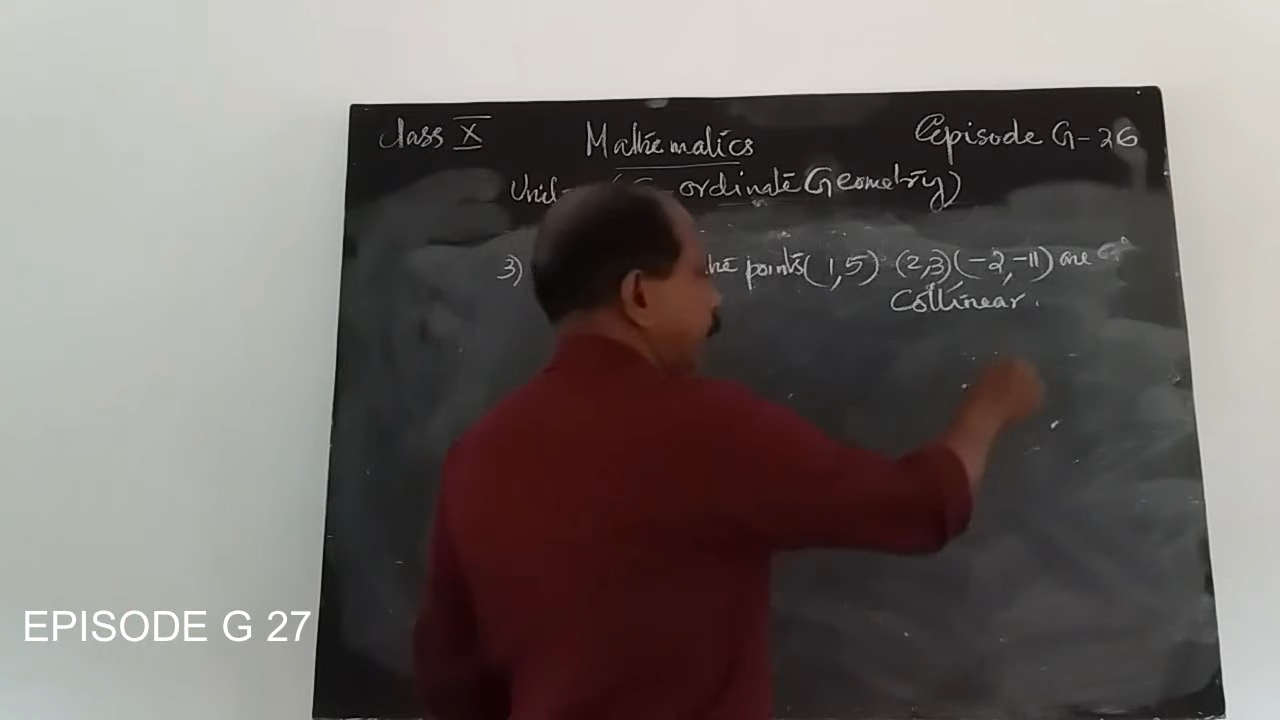 Class X Mathematics Episode G-26
Unit- ordinate Geometry)
3) the points (1,5) (2,3) (-2,-11) are
Collinear.
EPISODE G 27